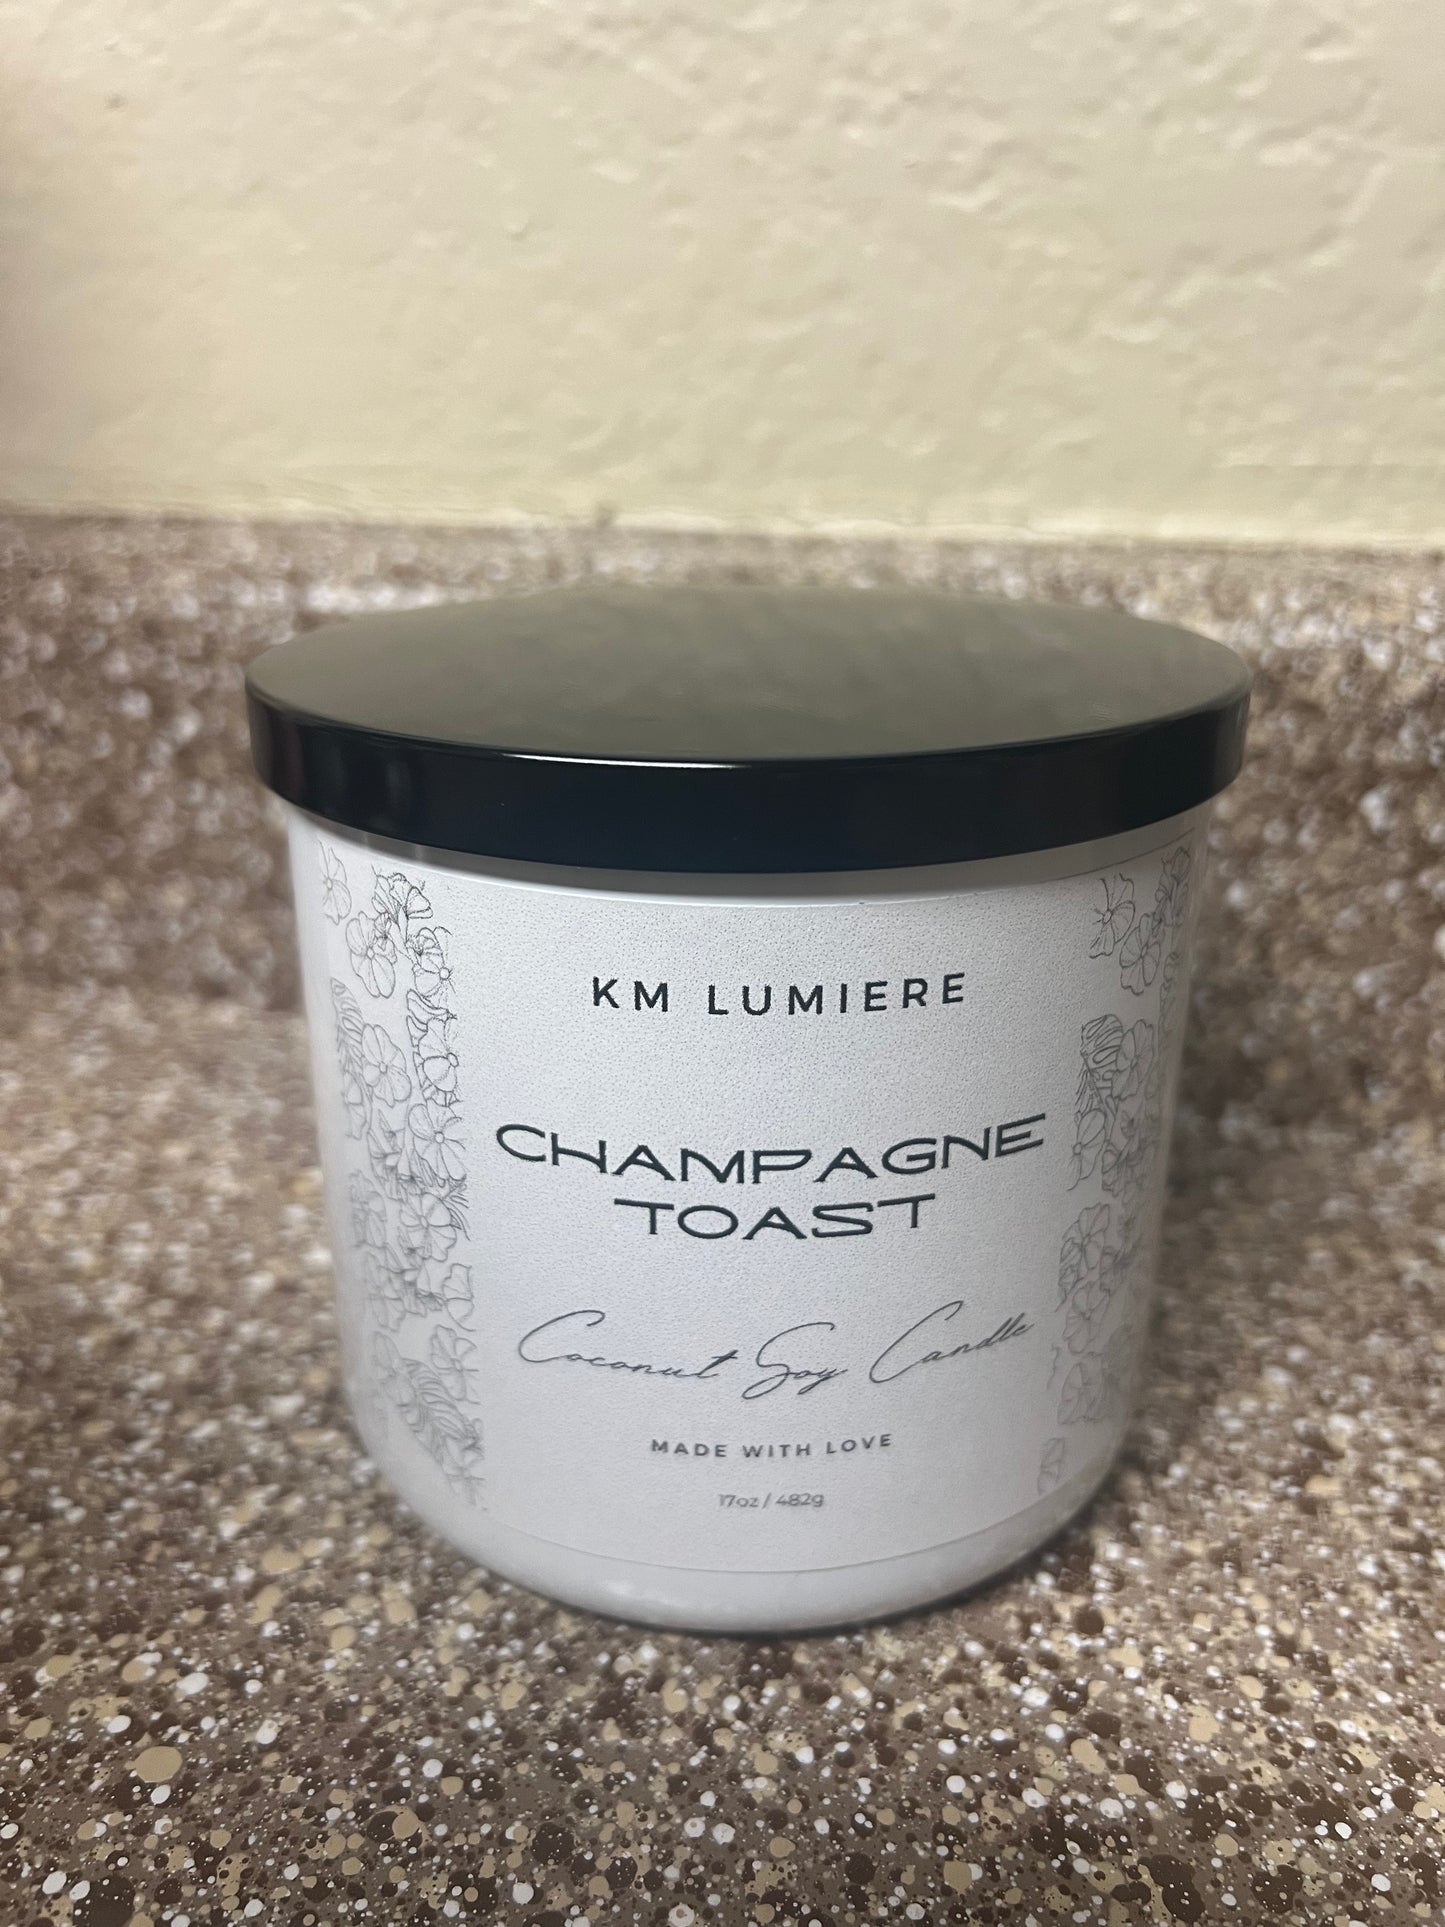 KM LUMIERE
CHAMPAGNE
TOAST
Coconut Soy Candle
MADE WITH LOVE
17oz / 482g